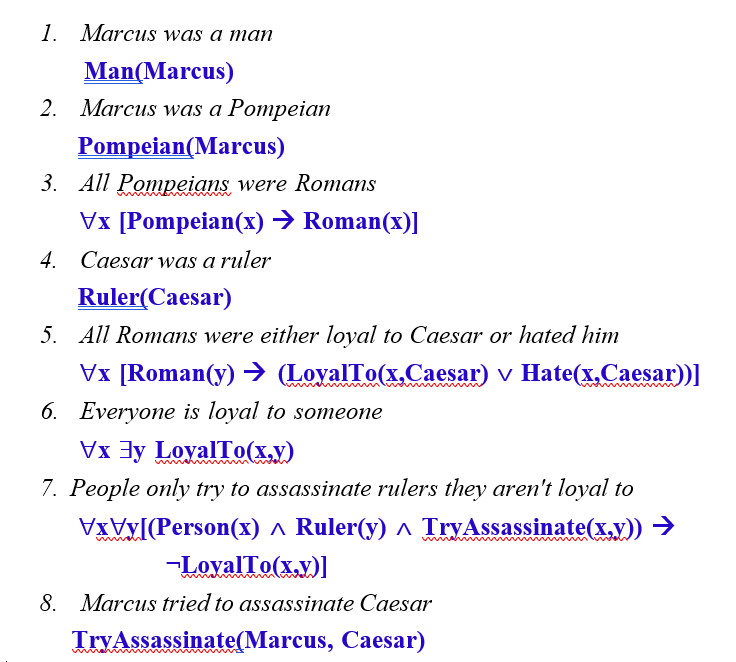 1. Marcus was a man
Man(Marcus)
2. Marcus was a Pompeian
Pompeian(Marcus)
3. All Pompeians were Romans
∀x [Pompeian(x) → Roman(x)]
4. Caesar was a ruler
Ruler(Caesar)
5. All Romans were either loyal to Caesar or hated him
∀x [Roman(y) → (LoyalTo(x,Caesar) ∨ Hate(x,Caesar))]
6. Everyone is loyal to someone
∀x ∃y LoyalTo(x,y)
7. People only try to assassinate rulers they aren't loyal to
∀x∀y[(Person(x) ∧ Ruler(y) ∧ TryAssassinate(x,y)) →
¬LoyalTo(x,y)]
8. Marcus tried to assassinate Caesar
TryAssassinate(Marcus, Caesar)